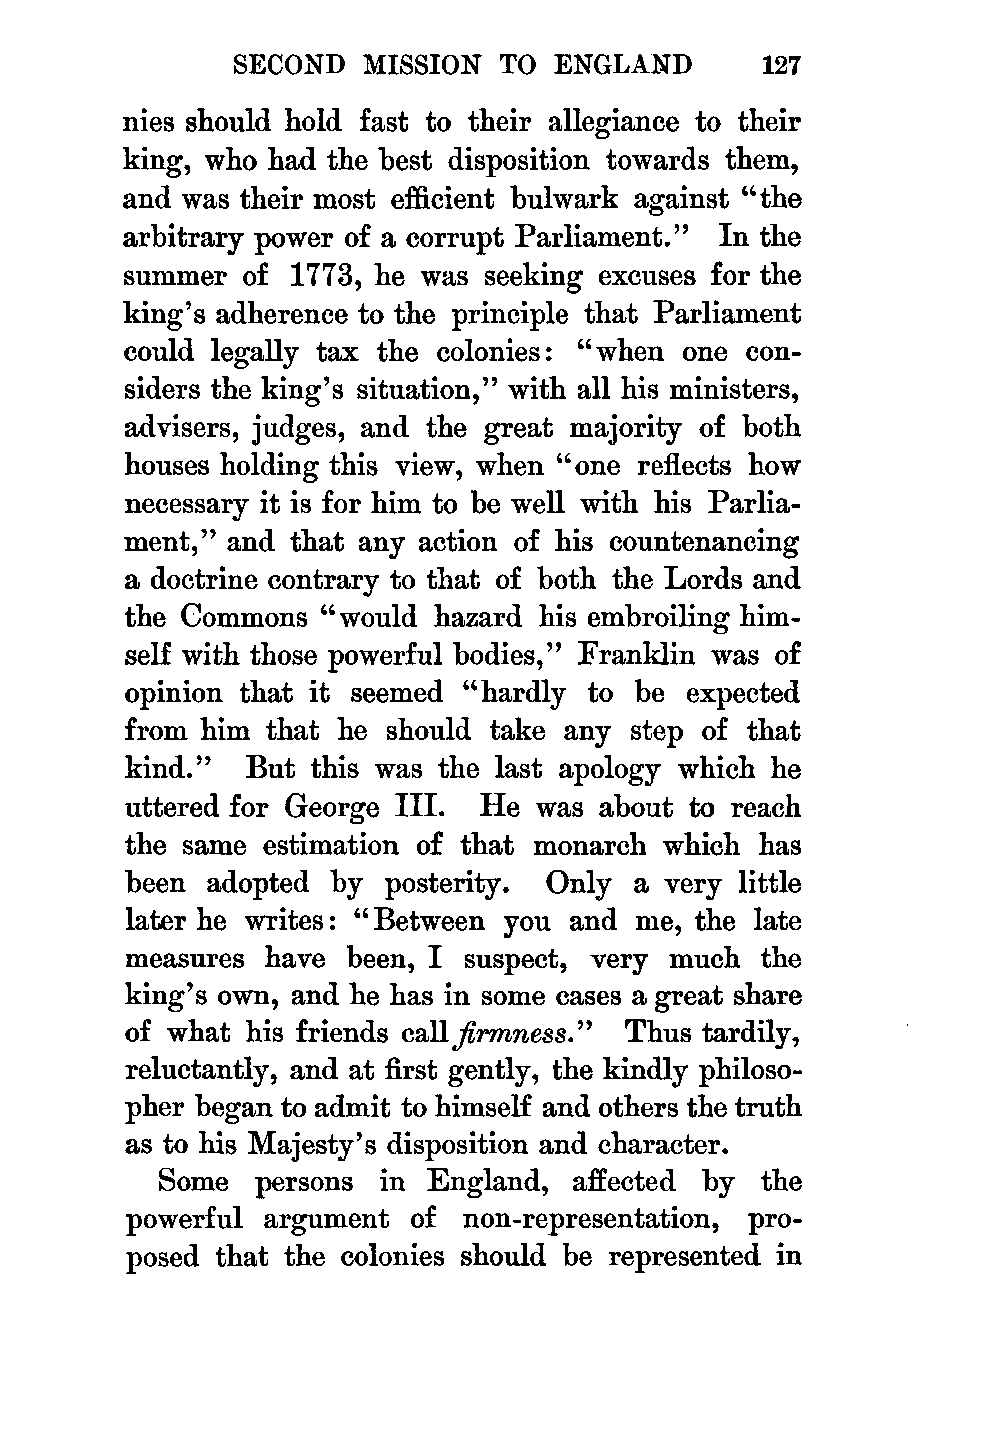 SECOND MISSION TO ENGLAND 127
nies should hold fast to their allegiance to their
king, who had the best disposition towards them,
and was their most efficient bulwark against “the
arbitrary power of a corrupt Parliament.” In the
summer of 1773, he was seeking excuses for the
king’s adherence to the principle that Parliament
could legally tax the colonies: “when one con-
siders the king’s situation,” with all his ministers,
advisers, judges, and the great majority of both
houses holding this view, when “one reflects how
necessary it is for him to be well with his Parlia-
ment,” and that any action of his countenancing
a doctrine contrary to that of both the Lords and
the Commons “would hazard his embroiling him-
self with those powerful bodies,” Franklin was of
opinion that it seemed “hardly to be expected
from him that he should take any step of that
kind.” But this was the last apology which he
uttered for George III. He was about to reach
the same estimation of that monarch which has
been adopted by posterity. Only a very little
later he writes: “Between you and me, the late
measures have been, I suspect, very much the
king’s own, and he has in some cases a great share
of what his friends call firmness.” Thus tardily,
reluctantly, and at first gently, the kindly philoso-
pher began to admit to himself and others the truth
as to his Majesty’s disposition and character.
Some persons in England, affected by the
powerful argument of non-representation, pro-
posed that the colonies should be represented in